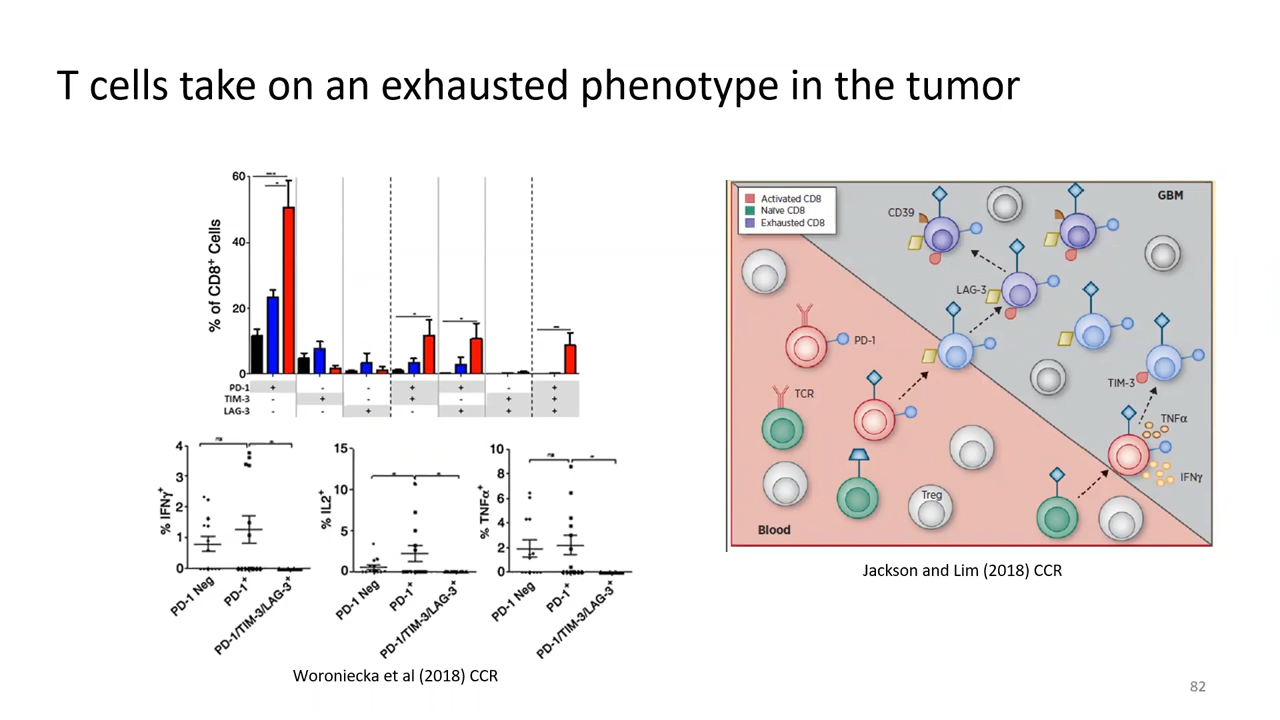 T cells take on an exhausted phenotype in the tumor
60
40
20
0
% of CD8+ Cells
PD-1 + - - + + - +
TIM-3 - + - + - + +
LAG-3 - - + - + + +
4
3
2
1
0
% IFNγ+
ns
PD-1 Neg
PD-1+
PD-1/TIM-3/LAG-3+
15
10
5
0
% IL2+
PD-1 Neg
PD-1+
PD-1/TIM-3/LAG-3+
10
8
6
4
2
0
% TNFα+
ns
PD-1 Neg
PD-1+
PD-1/TIM-3/LAG-3+
Woroniecka et al (2018) CCR
Activated CD8
Naïve CD8
Exhausted CD8
GBM
CD39
LAG-3
PD-1
TIM-3
TCR
TNFα
IFNγ
Treg
Blood
Jackson and Lim (2018) CCR
82